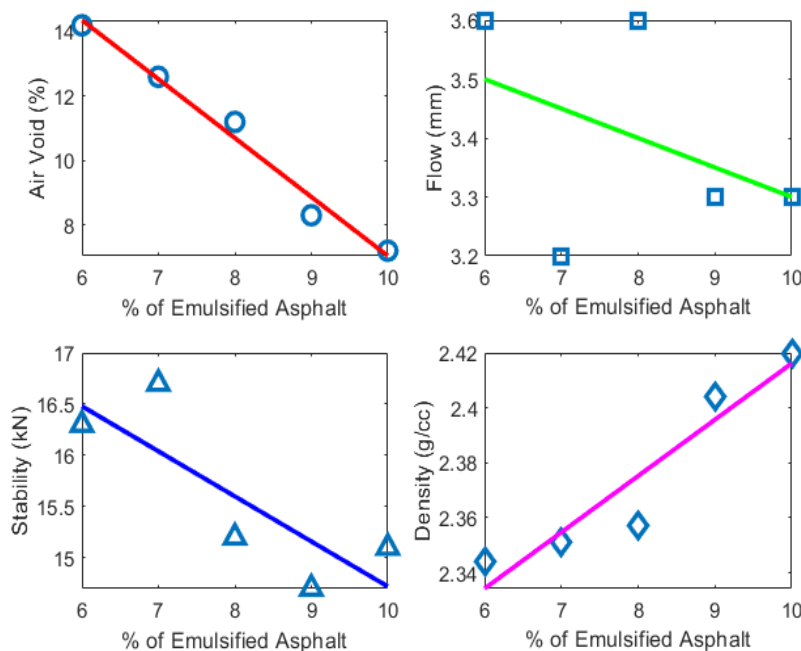 Air Void (%)
14
12
10
8
6 7 8 9 10
% of Emulsified Asphalt
Flow (mm)
3.6
3.5
3.4
3.3
3.2
6 7 8 9 10
% of Emulsified Asphalt
Stability (kN)
17
16.5
16
15.5
15
6 7 8 9 10
% of Emulsified Asphalt
Density (g/cc)
2.42
2.4
2.38
2.36
2.34
6 7 8 9 10
% of Emulsified Asphalt